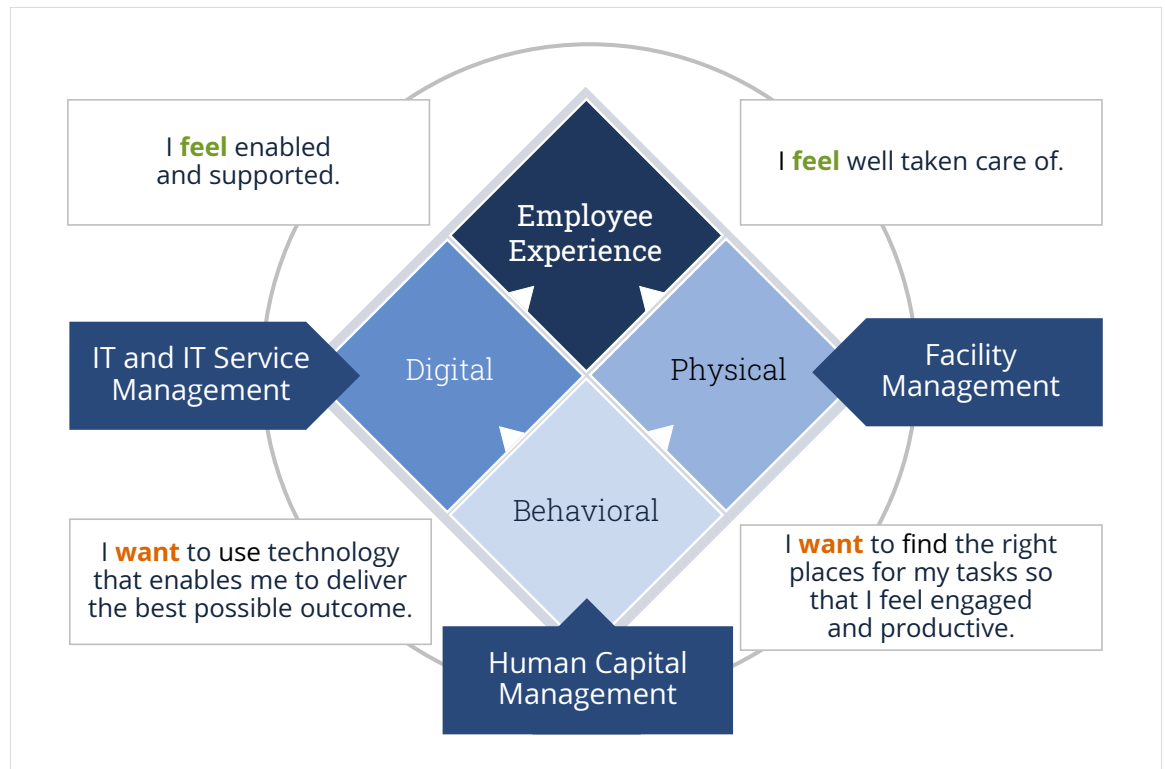 I feel enabled
and supported.
I feel well taken care of.
Employee
Experience
IT and IT Service
Management
Digital
Physical
Facility
Management
Behavioral
I want to use technology
that enables me to deliver
the best possible outcome.
I want to find the right
places for my tasks so
that I feel engaged
and productive.
Human Capital
Management